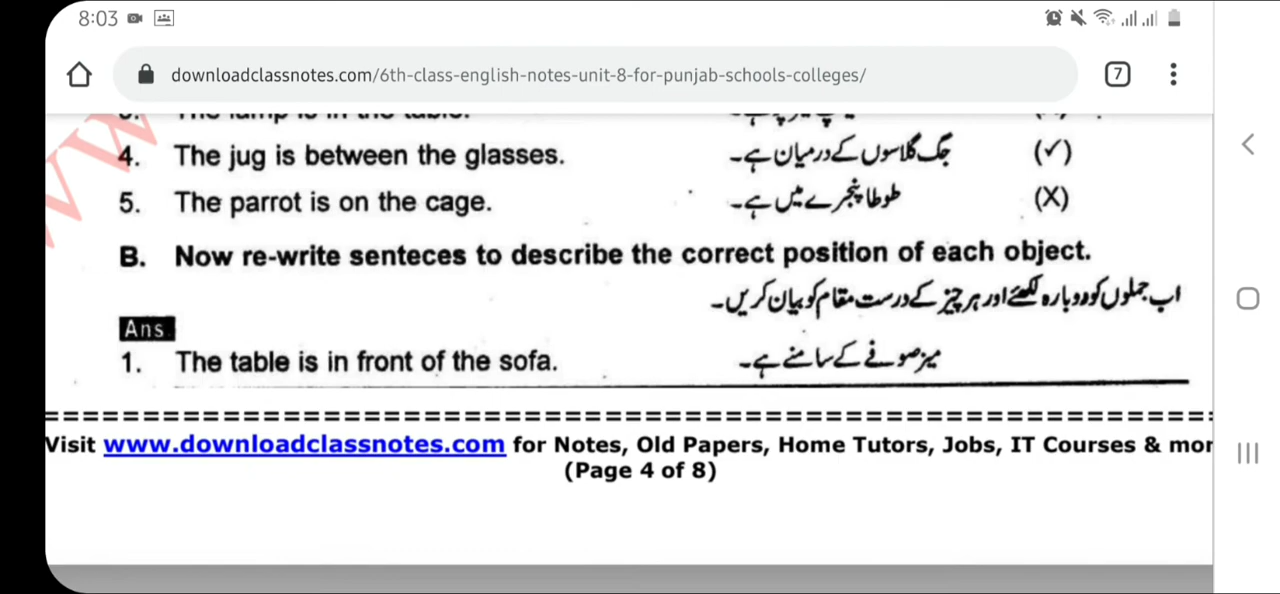 8:03
downloadclassnotes.com/6th-class-english-notes-unit-8-for-punjab-schools-colleges/
7
4. The jug is between the glasses. جگ گلاسوں کے درمیان ہے۔ (✓)
5. The parrot is on the cage. طوطا پنجرے میں ہے۔ (X)
B. Now re-write senteces to describe the correct position of each object.
اب جملوں کو دوبارہ لکھئے اور ہر چیز کے درست مقام کو بیان کریں۔
Ans
1. The table is in front of the sofa. میز صوفے کے سامنے ہے۔
Visit www.downloadclassnotes.com for Notes, Old Papers, Home Tutors, Jobs, IT Courses & mor
(Page 4 of 8)